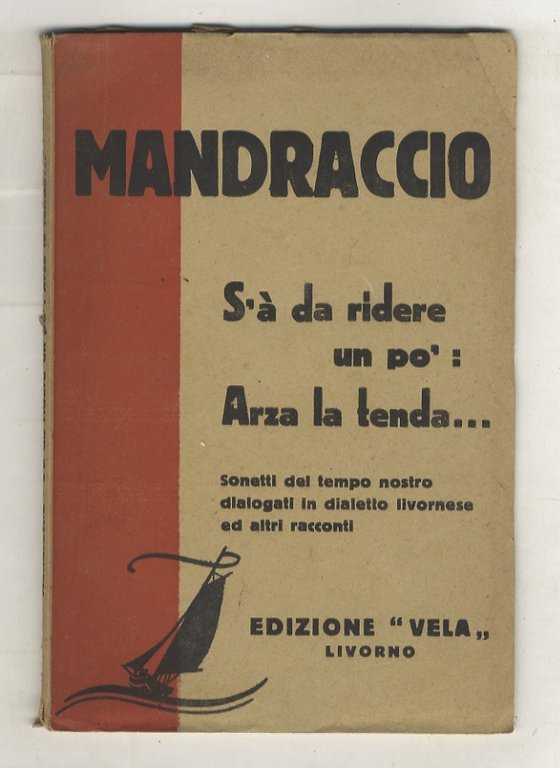 MANDRACCIO
S'à da ridere
un po':
Arza la tenda...
Sonetti del tempo nostro
dialogati in dialetto livornese
ed altri racconti
EDIZIONE "VELA„
LIVORNO